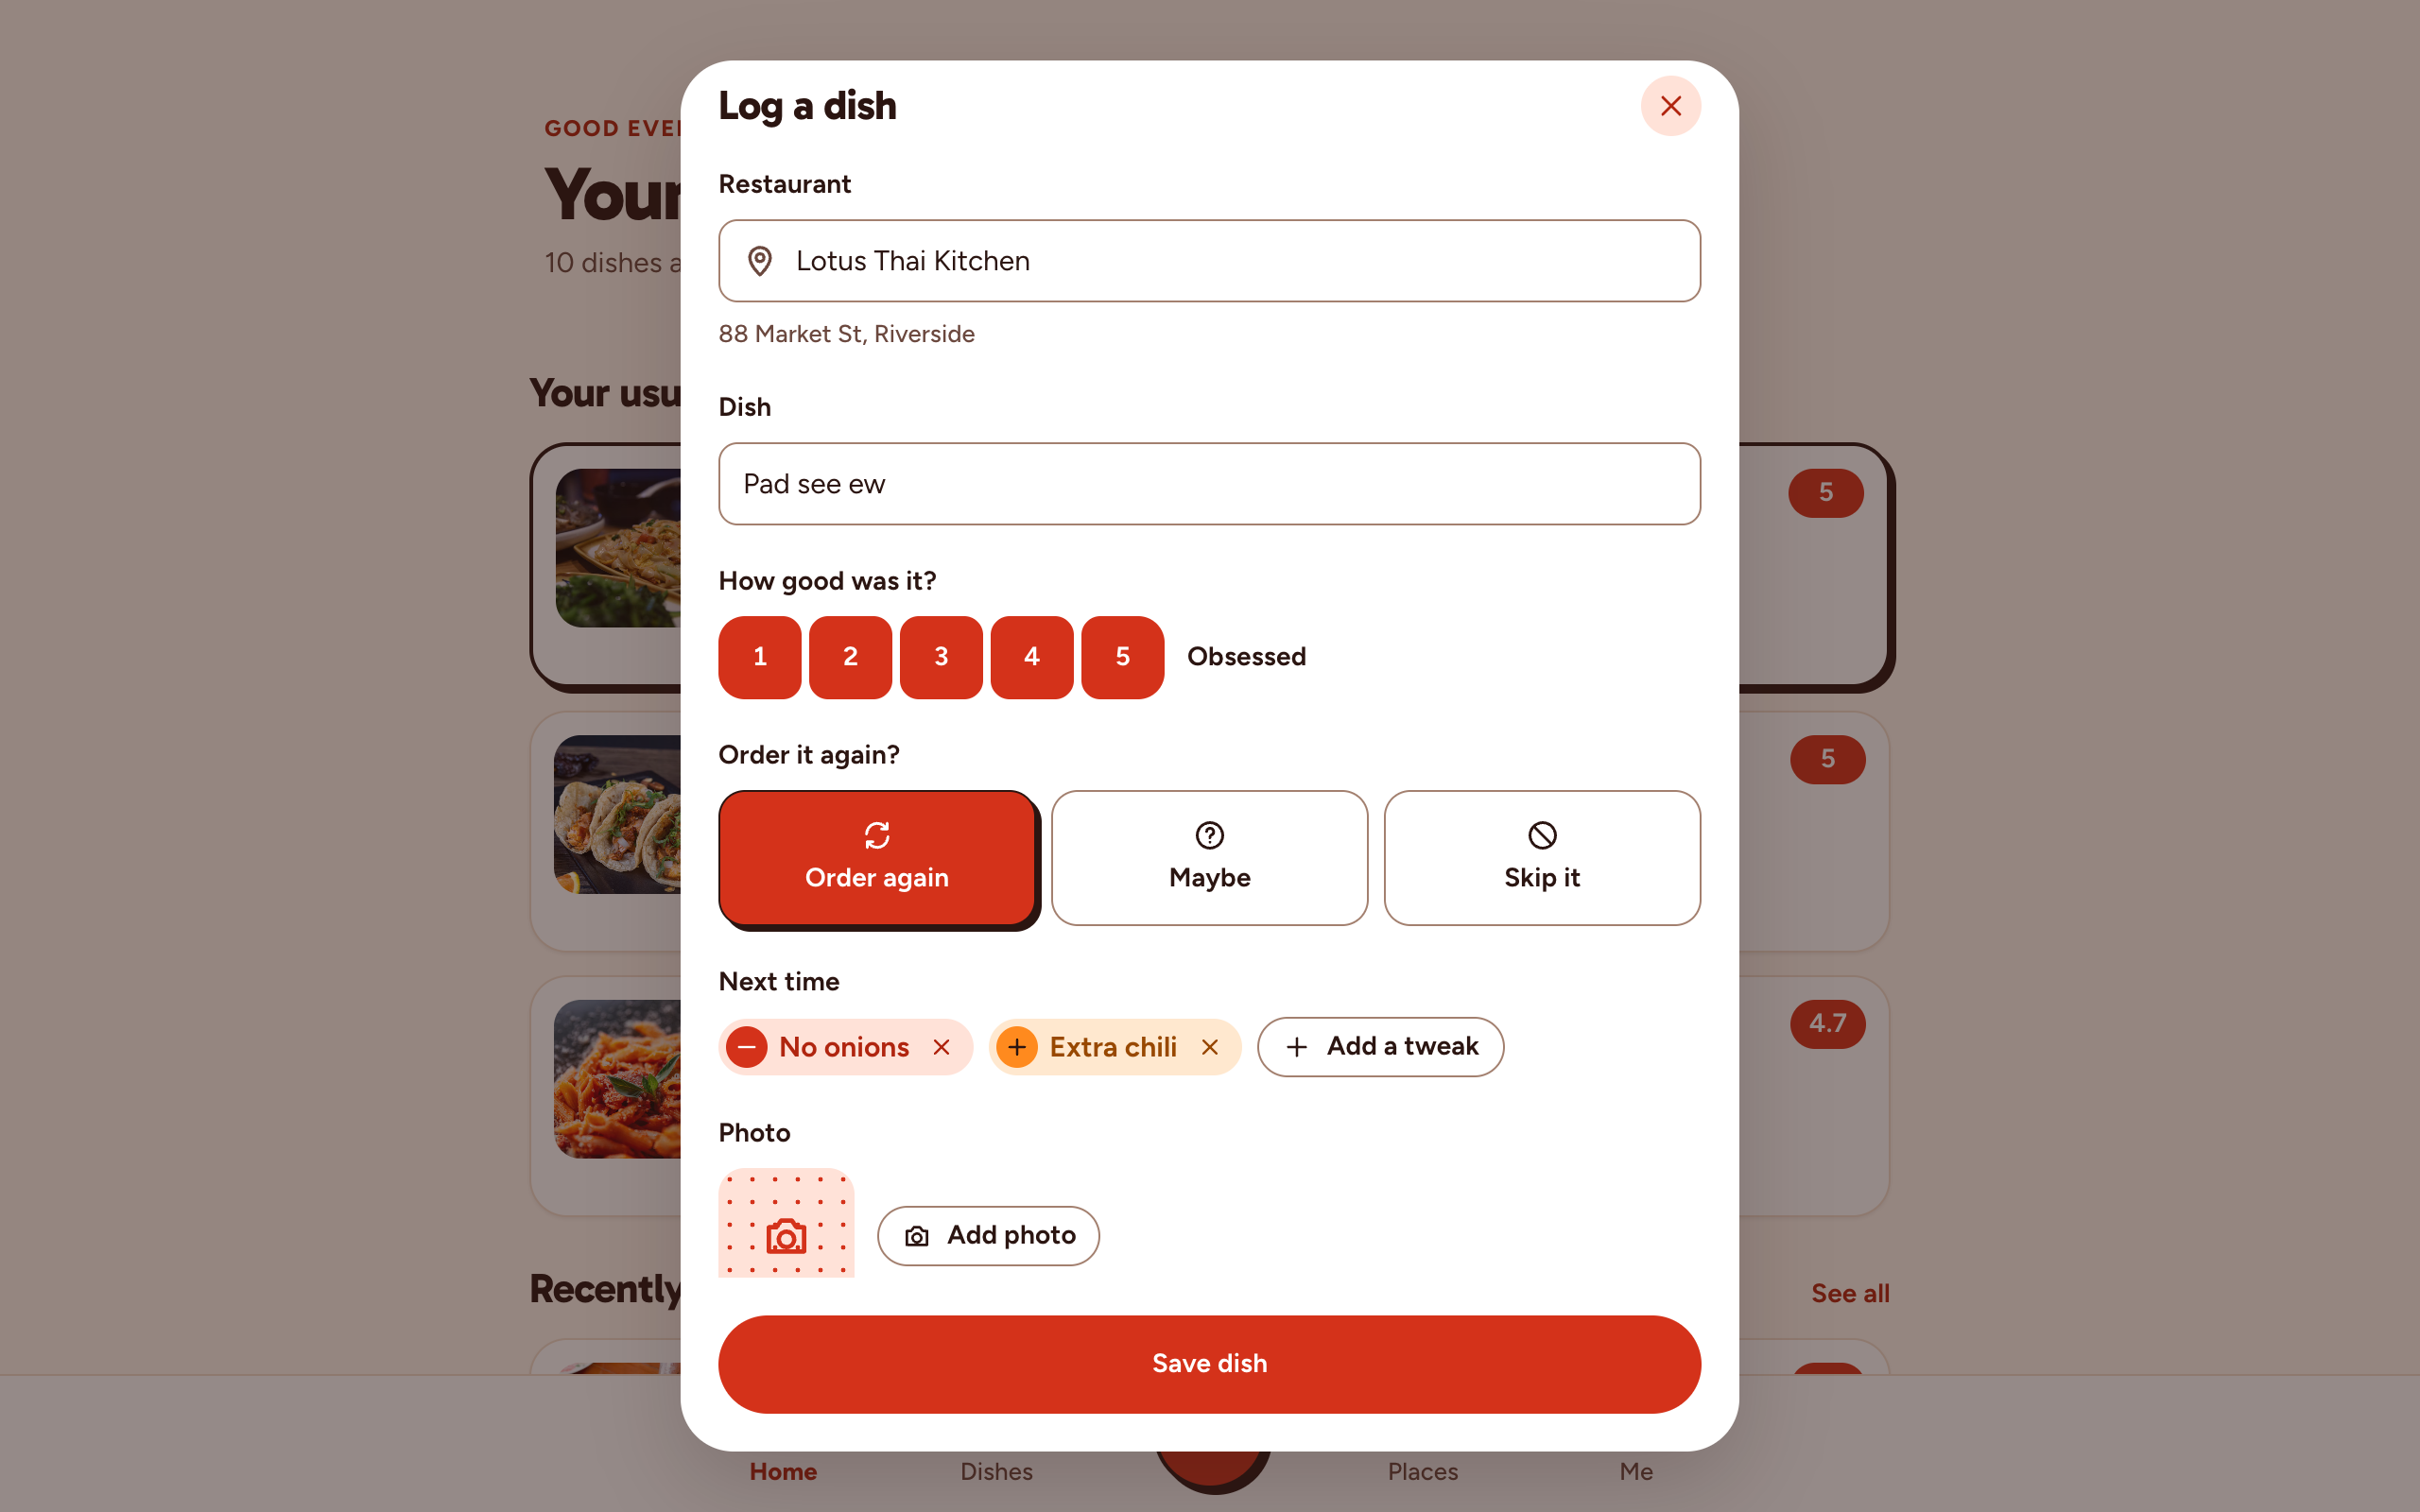 Log a dish
GOOD EVE
Your
10 dishes a
Restaurant
Lotus Thai Kitchen
88 Market St, Riverside
Your usu
Dish
Pad see ew
5
How good was it?
1 2 3 4 5 Obsessed
Order it again?
5
Order again Maybe Skip it
Next time
4.7
No onions Extra chili Add a tweak
Photo
Add photo
Recently
See all
Save dish
Home Dishes Places Me